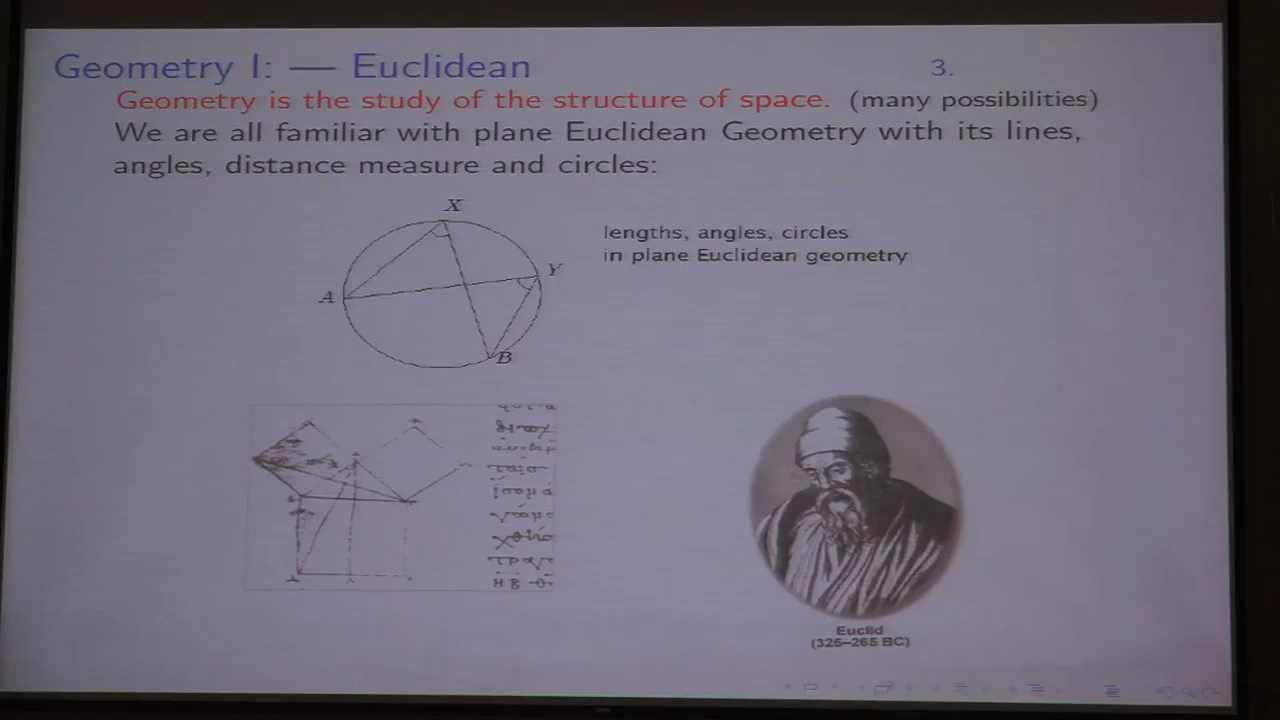 Geometry I: — Euclidean 3.
Geometry is the study of the structure of space. (many possibilities)
We are all familiar with plane Euclidean Geometry with its lines,
angles, distance measure and circles:
X
lengths, angles, circles
in plane Euclidean geometry
Y
A
B
Euclid
(325–265 BC)